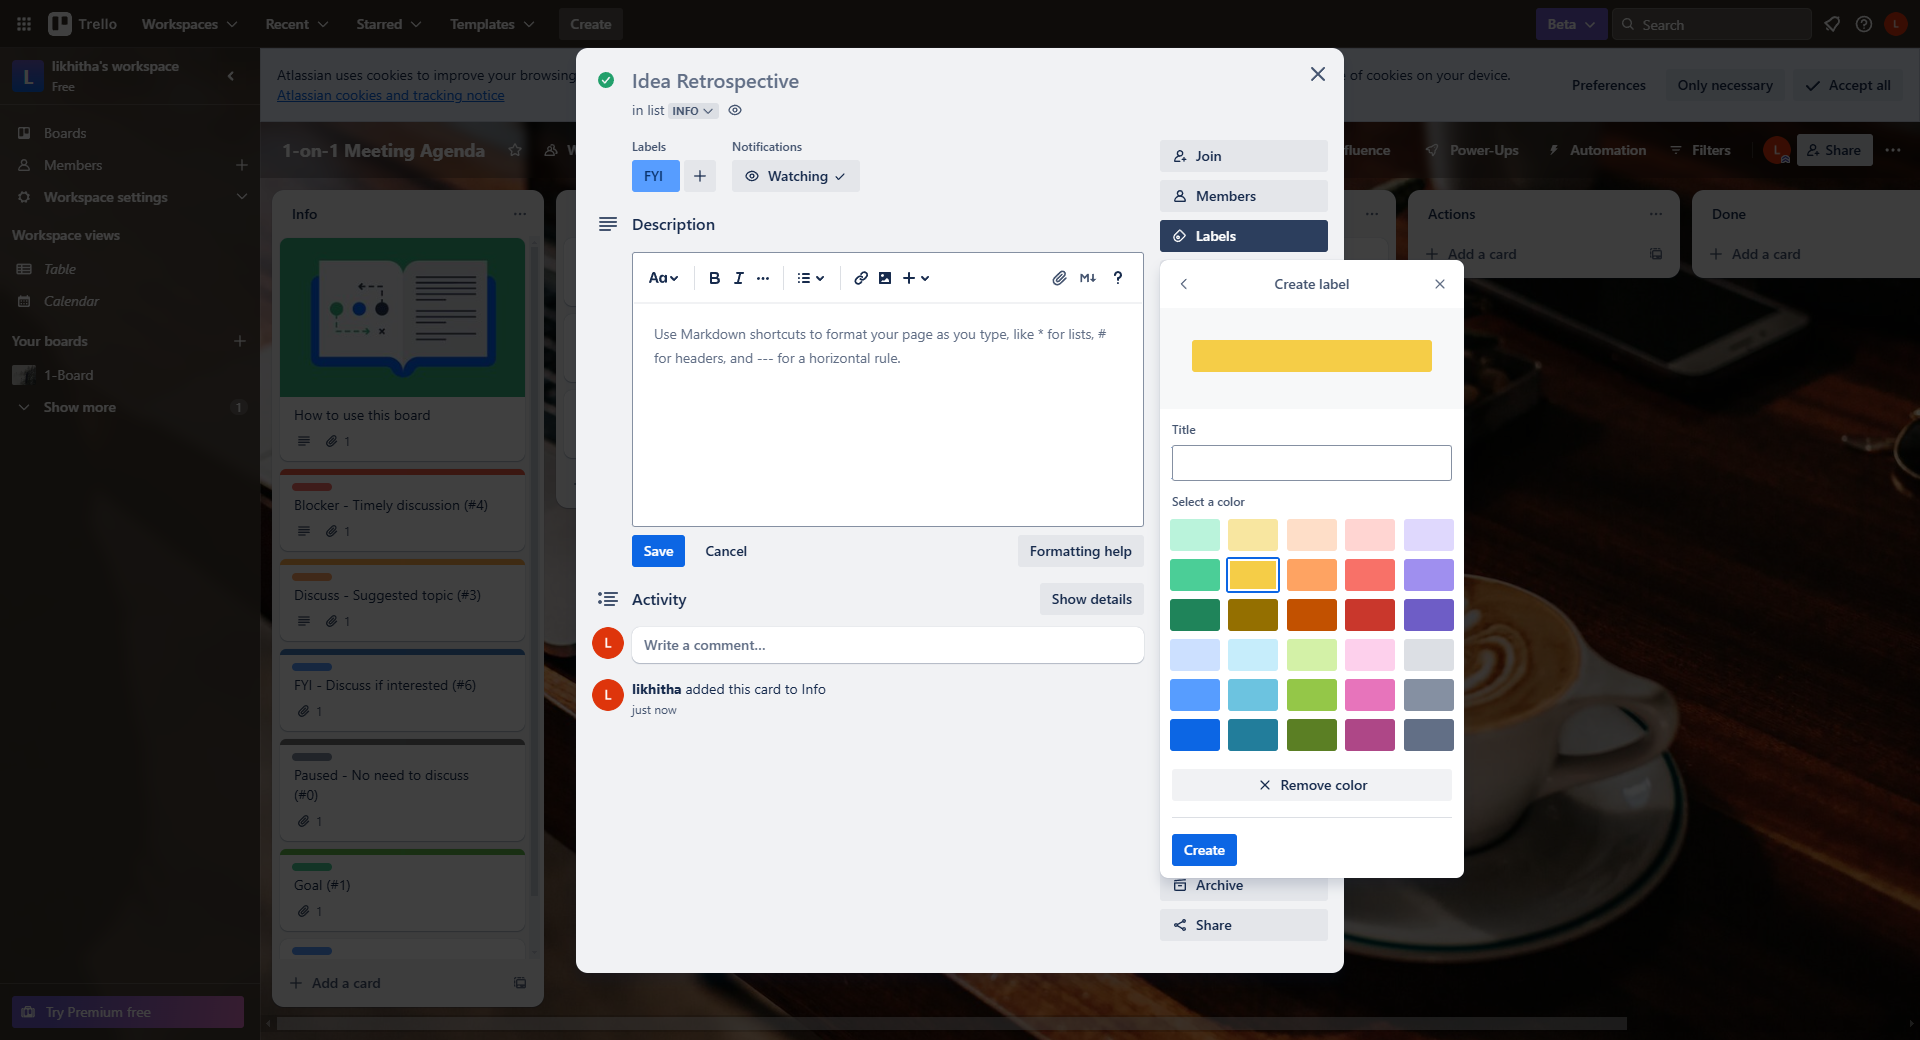 Trello
Workspaces
Recent
Starred
Templates
Create
Beta
Search
L
L
likhitha's workspace
Free
Atlassian uses cookies to improve your browsing
e of cookies on your device.
Atlassian cookies and tracking notice
Preferences
Only necessary
Accept all
Boards
Members
Workspace settings
Workspace views
Table
Calendar
Your boards
1-Board
Show more
1
Try Premium free
1-on-1 Meeting Agenda
W
fluence
Power-Ups
Automation
Filters
L
Share
Info
How to use this board
1
Blocker - Timely discussion (#4)
1
Discuss - Suggested topic (#3)
1
FYI - Discuss if interested (#6)
1
Paused - No need to discuss
(#0)
1
Goal (#1)
1
Add a card
Actions
Add a card
Done
Add a card
Idea Retrospective
in list INFO
Labels
FYI
Notifications
Watching
Description
Aa
B
I
M
?
Use Markdown shortcuts to format your page as you type, like * for lists, #
for headers, and --- for a horizontal rule.
Save
Cancel
Formatting help
Activity
Show details
L
Write a comment...
L
likhitha added this card to Info
just now
Join
Members
Labels
Create label
Title
Select a color
Remove color
Create
Archive
Share